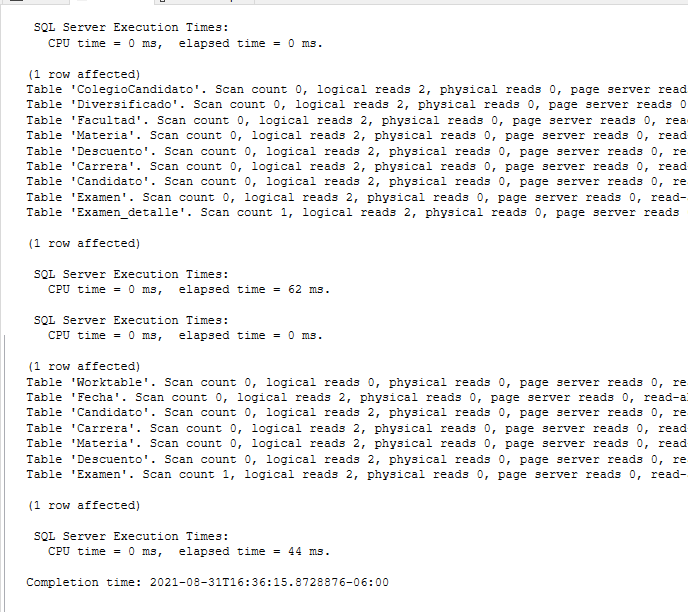 SQL Server Execution Times:
CPU time = 0 ms,  elapsed time = 0 ms.
(1 row affected)
Table 'ColegioCandidato'. Scan count 0, logical reads 2, physical reads 0, page server read
Table 'Diversificado'. Scan count 0, logical reads 2, physical reads 0, page server reads 0
Table 'Facultad'. Scan count 0, logical reads 2, physical reads 0, page server reads 0, rea
Table 'Materia'. Scan count 0, logical reads 2, physical reads 0, page server reads 0, read
Table 'Descuento'. Scan count 0, logical reads 2, physical reads 0, page server reads 0, re
Table 'Carrera'. Scan count 0, logical reads 2, physical reads 0, page server reads 0, read
Table 'Candidato'. Scan count 0, logical reads 2, physical reads 0, page server reads 0, re
Table 'Examen'. Scan count 0, logical reads 2, physical reads 0, page server reads 0, read-
Table 'Examen_detalle'. Scan count 1, logical reads 2, physical reads 0, page server reads
(1 row affected)
SQL Server Execution Times:
CPU time = 0 ms,  elapsed time = 62 ms.
SQL Server Execution Times:
CPU time = 0 ms,  elapsed time = 0 ms.
(1 row affected)
Table 'Worktable'. Scan count 0, logical reads 0, physical reads 0, page server reads 0, re
Table 'Fecha'. Scan count 0, logical reads 2, physical reads 0, page server reads 0, read-a
Table 'Candidato'. Scan count 0, logical reads 2, physical reads 0, page server reads 0, re
Table 'Carrera'. Scan count 0, logical reads 2, physical reads 0, page server reads 0, read
Table 'Materia'. Scan count 0, logical reads 2, physical reads 0, page server reads 0, read
Table 'Descuento'. Scan count 0, logical reads 2, physical reads 0, page server reads 0, re
Table 'Examen'. Scan count 1, logical reads 2, physical reads 0, page server reads 0, read-
(1 row affected)
SQL Server Execution Times:
CPU time = 0 ms,  elapsed time = 44 ms.
Completion time: 2021-08-31T16:36:15.8728876-06:00